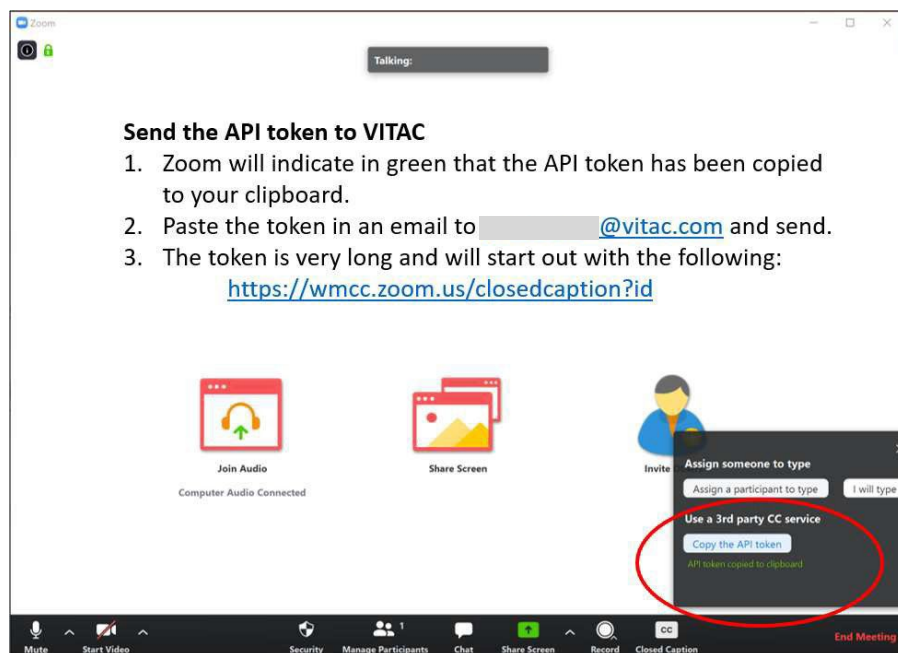 Zoom
Talking:
Send the API token to VITAC
1. Zoom will indicate in green that the API token has been copied
to your clipboard.
2. Paste the token in an email to @vitac.com and send.
3. The token is very long and will start out with the following:
https://wmcc.zoom.us/closedcaption?id
Join Audio
Computer Audio Connected
Share Screen
Invite
Assign someone to type
Assign a participant to type
I will type
Use a 3rd party CC service
Copy the API token
API token copied to clipboard
Mute
Start Video
Security
1
Manage Participants
Chat
Share Screen
Record
CC
Closed Caption
End Meeting